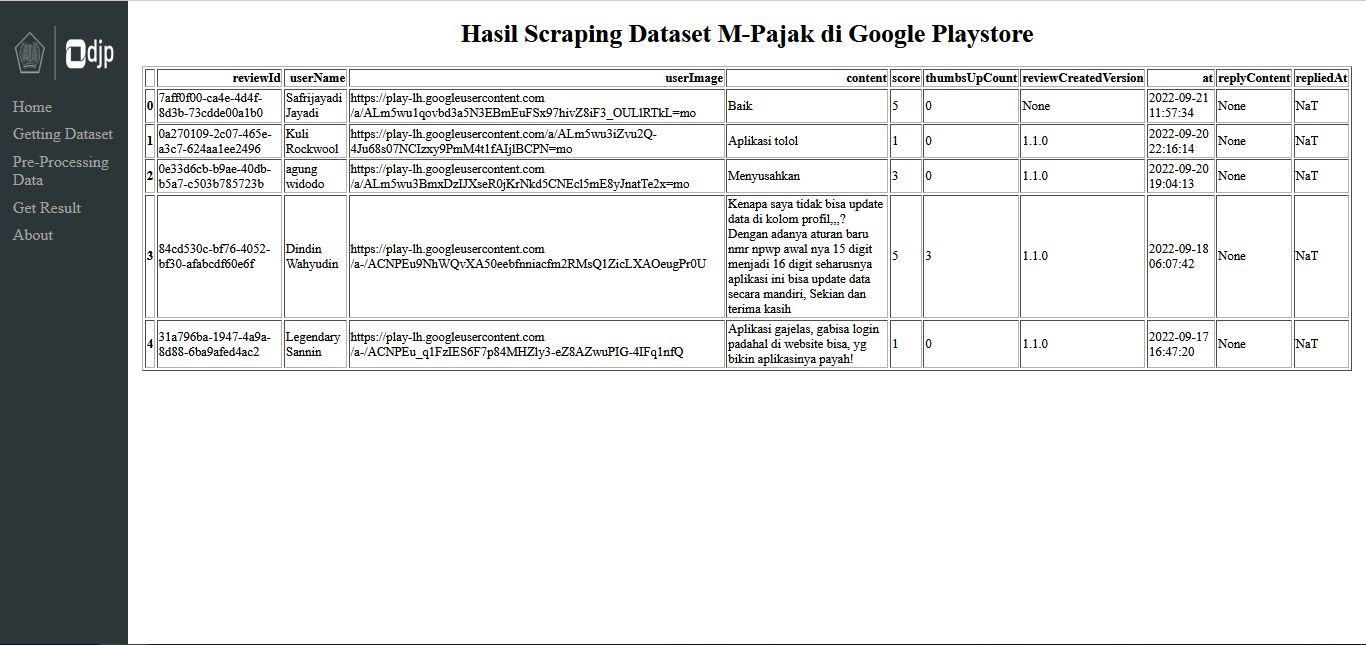 djp
Home
Getting Dataset
Pre-Processing
Data
Get Result
About
Hasil Scraping Dataset M-Pajak di Google Playstore
reviewId userName userImage content score thumbsUpCount reviewCreatedVersion at replyContent repliedAt
0 7aff0f00-ca4e-4d4f-8d3b-73cdde00a1b0 Safrijayadi Jayadi https://play-lh.googleusercontent.com/a/ALm5wu1qovbd3a5N3EBmEuFSx97hivZ8iF3_OULlRTkL=mo Baik 5 0 None 2022-09-21 11:57:34 None NaT
1 0a270109-2c07-465e-a3c7-624aa1ee2496 Kuli Rockwool https://play-lh.googleusercontent.com/a/ALm5wu3iZvu2Q-4Ju68s07NCIzxy9PmM4t1fAIjlBCPN=mo Aplikasi tolol 1 0 1.1.0 2022-09-20 22:16:14 None NaT
2 0e33d6cb-b9ae-40db-b5a7-c503b785723b agung widodo https://play-lh.googleusercontent.com/a/ALm5wu3BmxDzIJXseR0jKrNkd5CNEcl5mE8yJnatTe2x=mo Menyusahkan 3 0 1.1.0 2022-09-20 19:04:13 None NaT
3 84cd530c-bf76-4052-bf30-afabcdf60e6f Dindin Wahyudin https://play-lh.googleusercontent.com/a-/ACNPEu9NhWQvXA50eebfnniacfm2RMsQ1ZicLXAOeugPr0U Kenapa saya tidak bisa update data di kolom profil,,,? Dengan adanya aturan baru nmr npwp awal nya 15 digit menjadi 16 digit seharusnya aplikasi ini bisa update data secara mandiri, Sekian dan terima kasih 5 3 1.1.0 2022-09-18 06:07:42 None NaT
4 31a796ba-1947-4a9a-8d88-6ba9afed4ac2 Legendary Sannin https://play-lh.googleusercontent.com/a-/ACNPEu_q1FzIES6F7p84MHZly3-eZ8AZwuPIG-4IFq1nfQ Aplikasi gajelas, gabisa login padahal di website bisa, yg bikin aplikasinya payah! 1 0 1.1.0 2022-09-17 16:47:20 None NaT